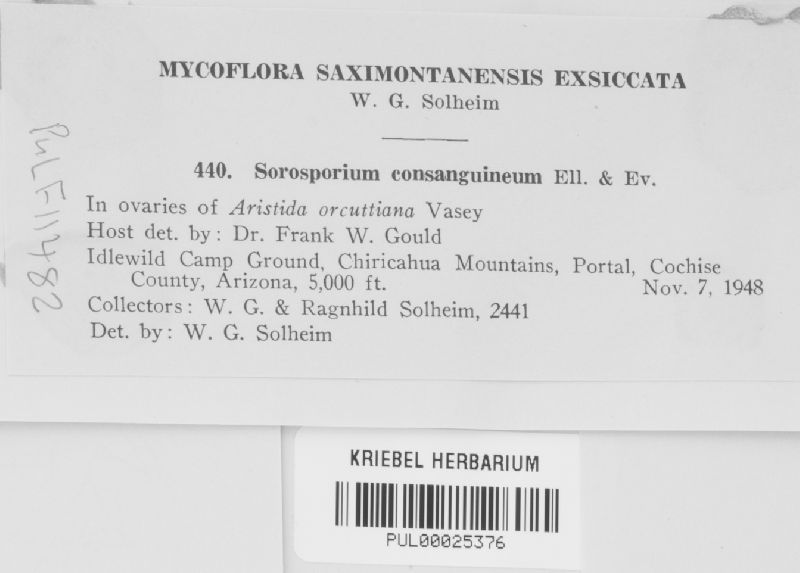 MYCOFLORA SAXIMONTANENSIS EXSICCATA
W. G. Solheim
440. Sorosporium consanguineum Ell. & Ev.
In ovaries of Aristida orcuttiana Vasey
Host det. by: Dr. Frank W. Gould
Idlewild Camp Ground, Chiricahua Mountains, Portal, Cochise
County, Arizona, 5,000 ft. Nov. 7, 1948
Collectors: W. G. & Ragnhild Solheim, 2441
Det. by: W. G. Solheim
PUL F11482
KRIEBEL HERBARIUM
PUL00025376